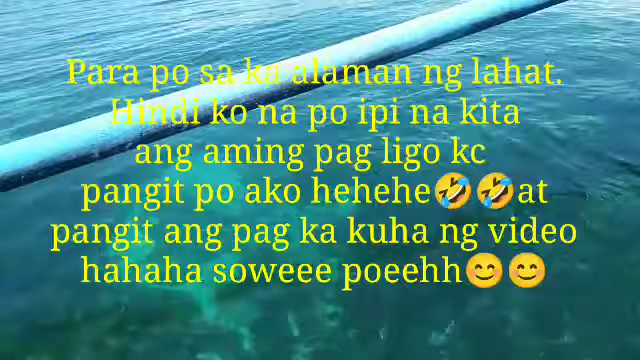 Para po sa ka alaman ng lahat.
Hindi ko na po ipi na kita
ang aming pag ligo kc
pangit po ako hehehe🤣🤣at
pangit ang pag ka kuha ng video
hahaha soweee poeehh😊😊